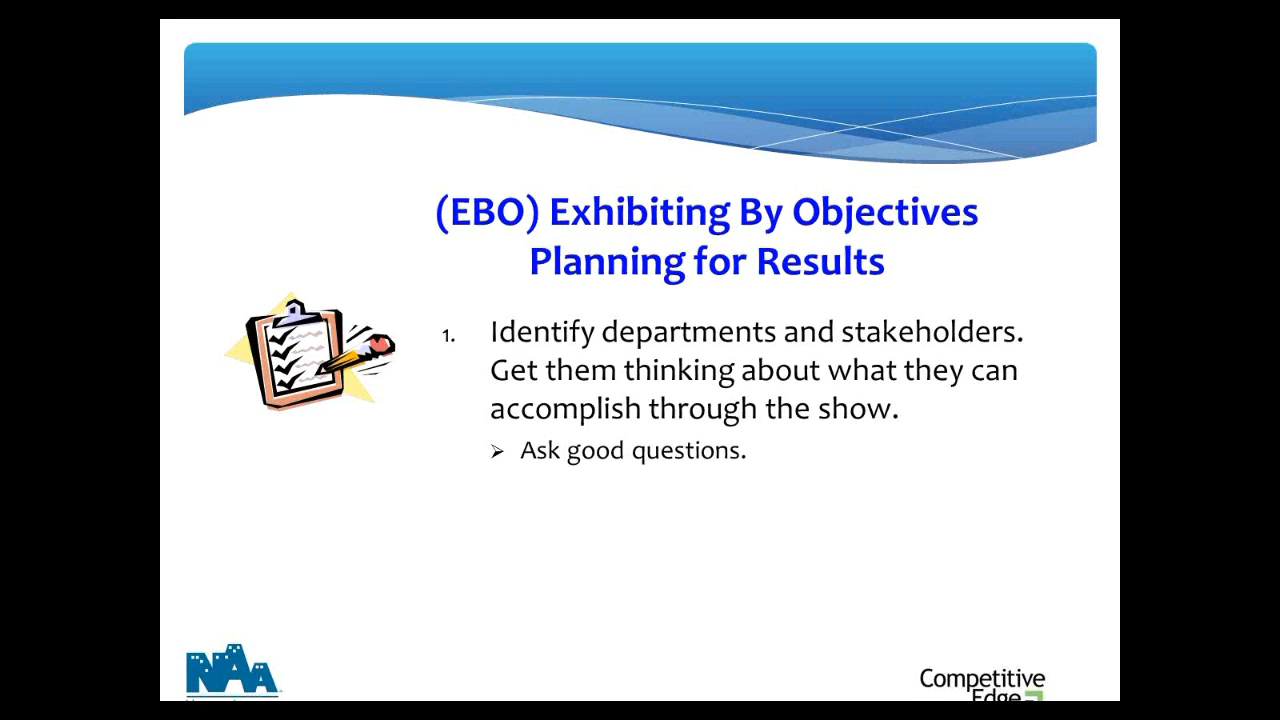 (EBO) Exhibiting By Objectives
Planning for Results
1. Identify departments and stakeholders.
Get them thinking about what they can
accomplish through the show.
➢ Ask good questions.
NAA
Competitive
Edge